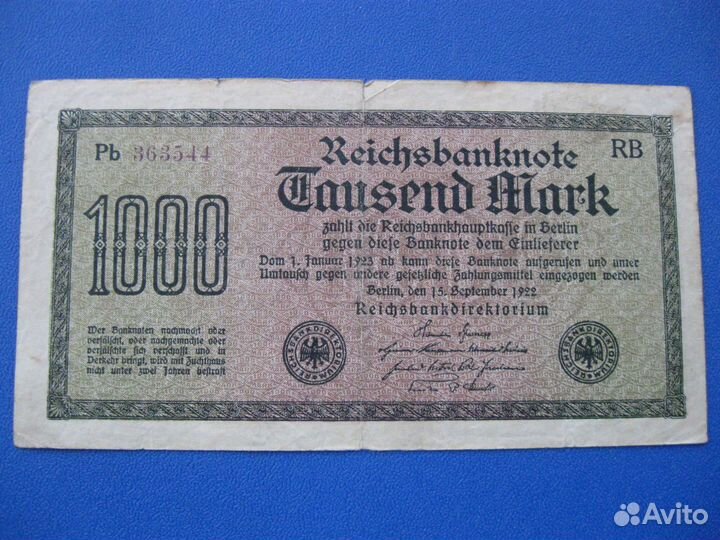 Pb 363544
RB
Reichsbanknote
Tausend Mark
1000
zahlt die Reichsbankhauptkasse in Berlin
gegen diese Banknote dem Einlieferer
Vom 1. Januar 1923 ab kann diese Banknote aufgerufen und unter
Umtausch gegen andere gesetzliche Zahlungsmittel eingezogen werden
Berlin, den 15. September 1922
Reichsbankdirektorium
Wer Banknoten nachmacht oder
verfälscht, oder nachgemachte oder
verfälschte sich verschafft und in
Verkehr bringt, wird mit Zuchthaus
nicht unter zwei Jahren bestraft
REICHSBANKDIREKTORIUM
REICHSBANKDIREKTORIUM
Avito